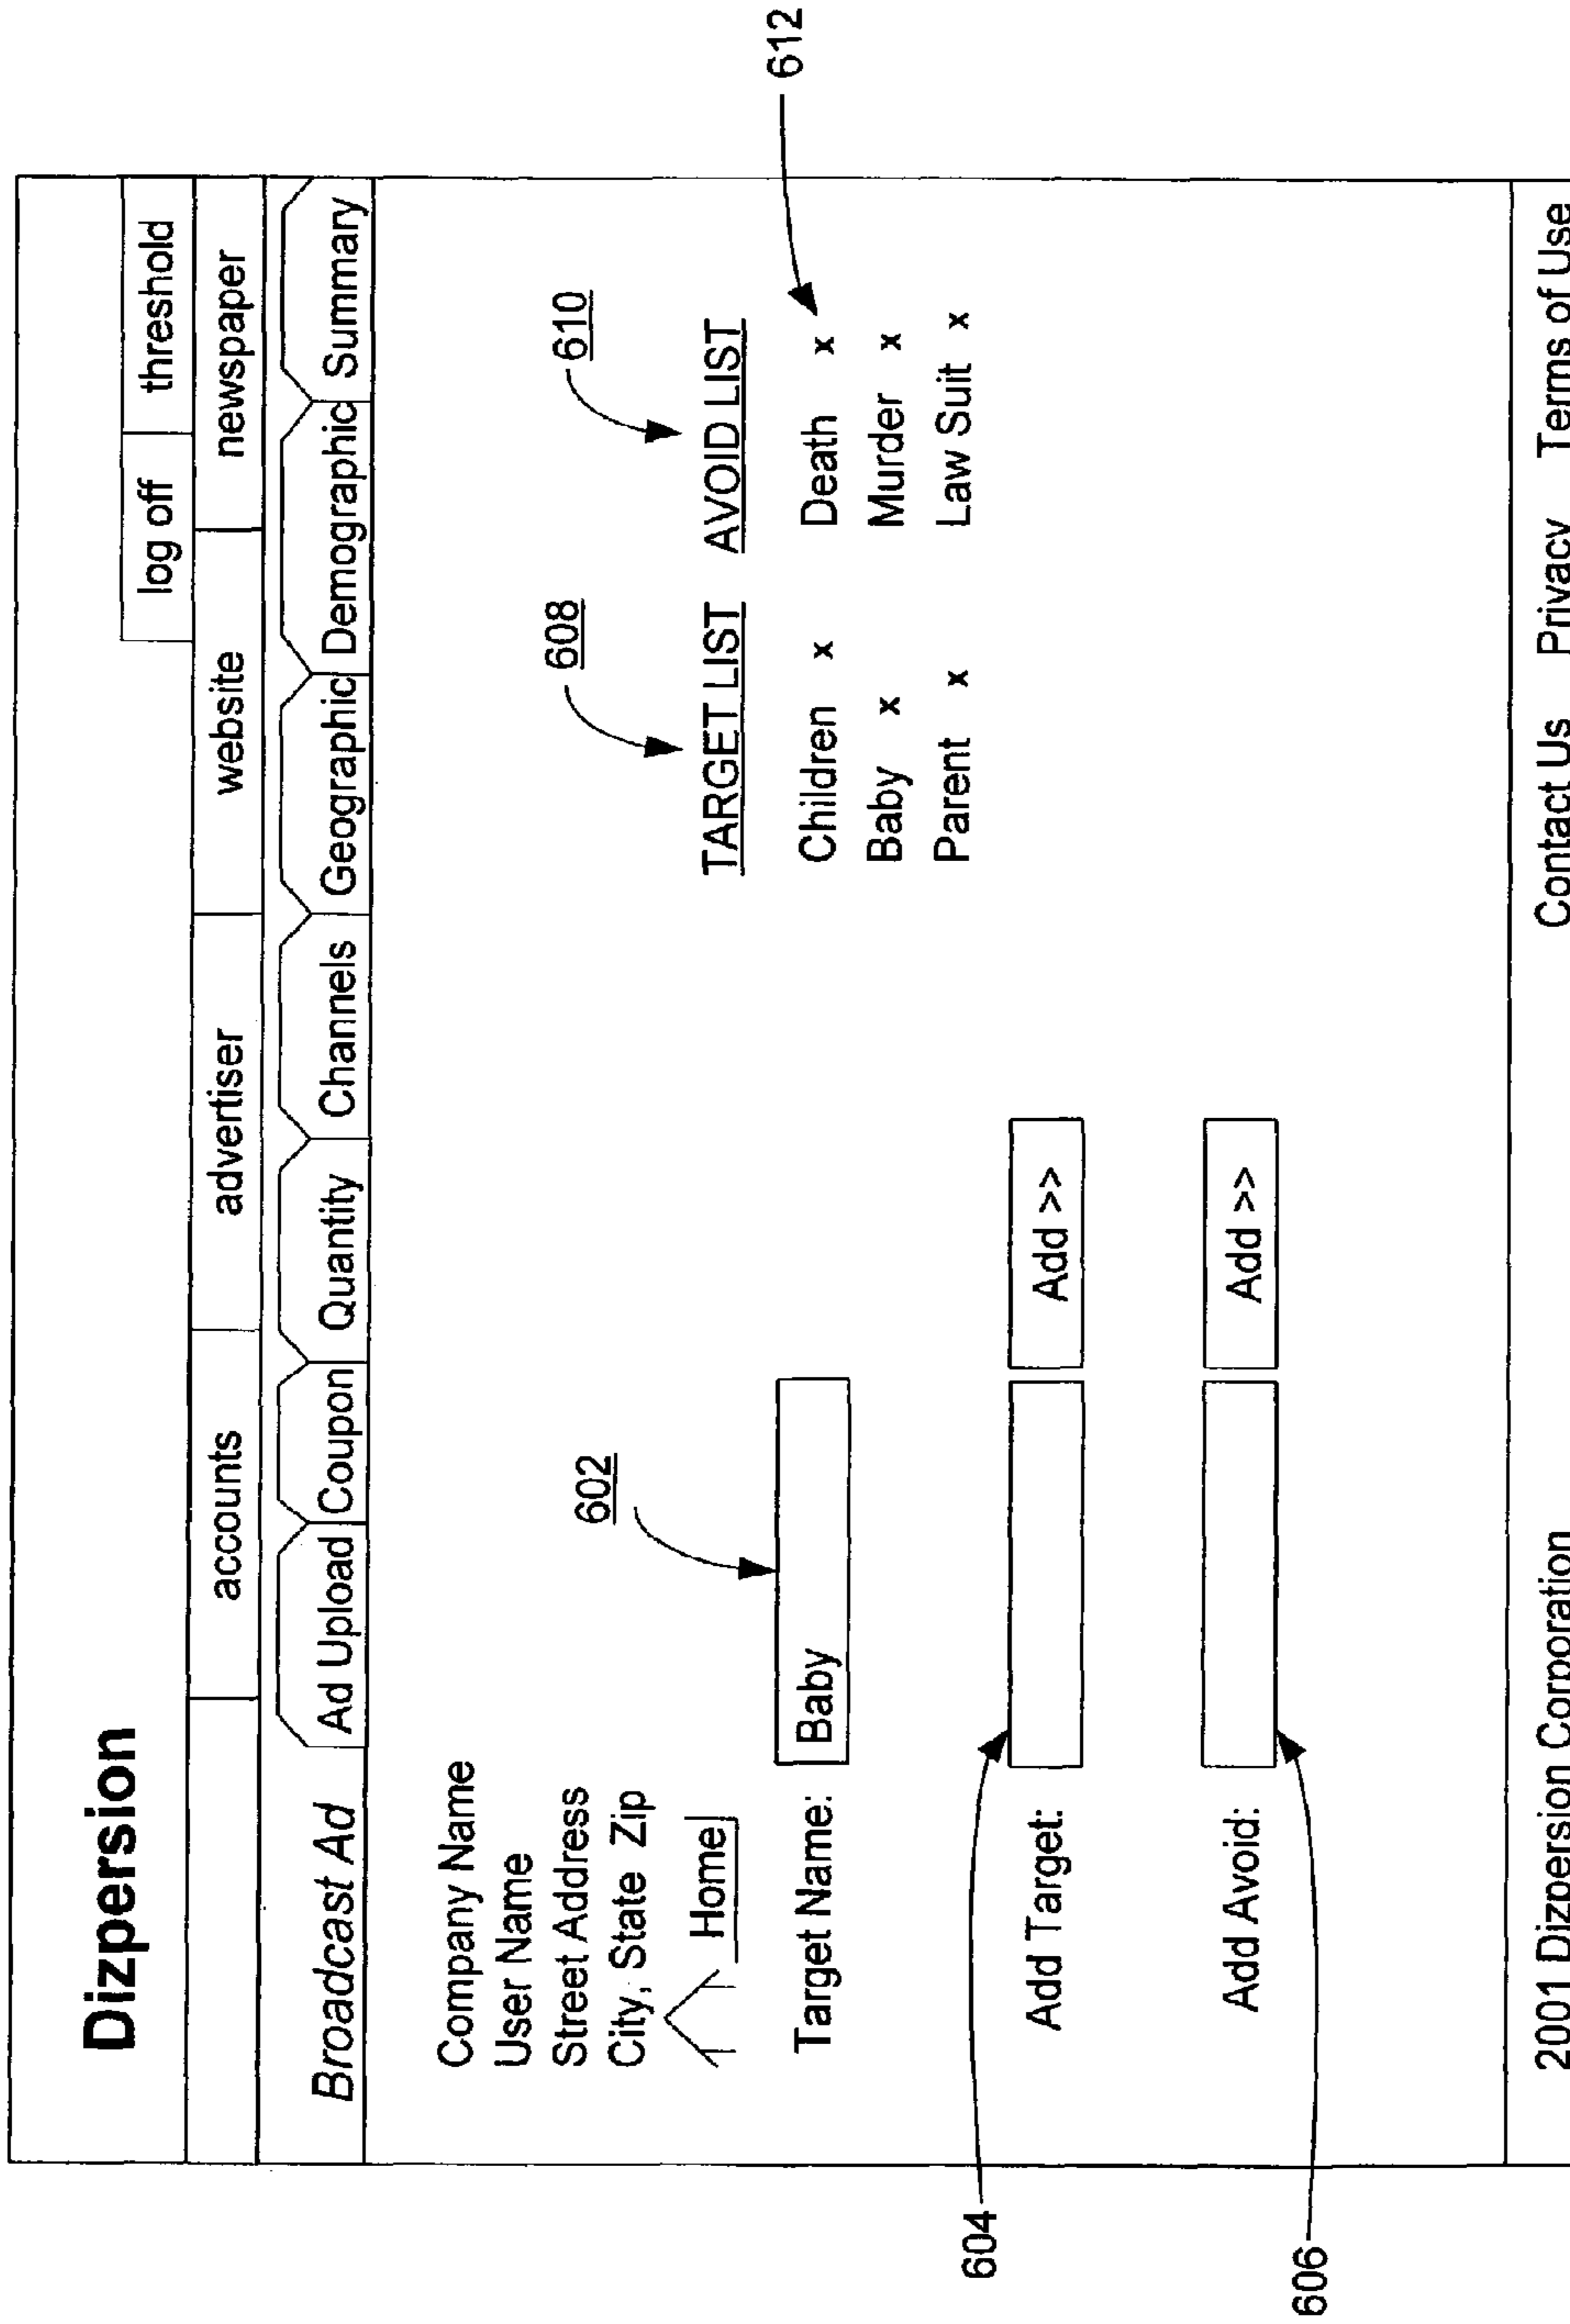 Dizpersion
log off threshold
accounts advertiser website newspaper
Broadcast Ad Ad Upload Coupon Quantity Channels Geographic Demographic Summary
Company Name
User Name
Street Address
City, State Zip
Home
602
608
610
612
TARGET LIST AVOID LIST
Target Name: Baby
Children x Death x
Baby x Murder x
Parent x Law Suit x
604
Add Target: Add >>
606
Add Avoid: Add >>
2001 Dizpersion Corporation Contact Us Privacy Terms of Use